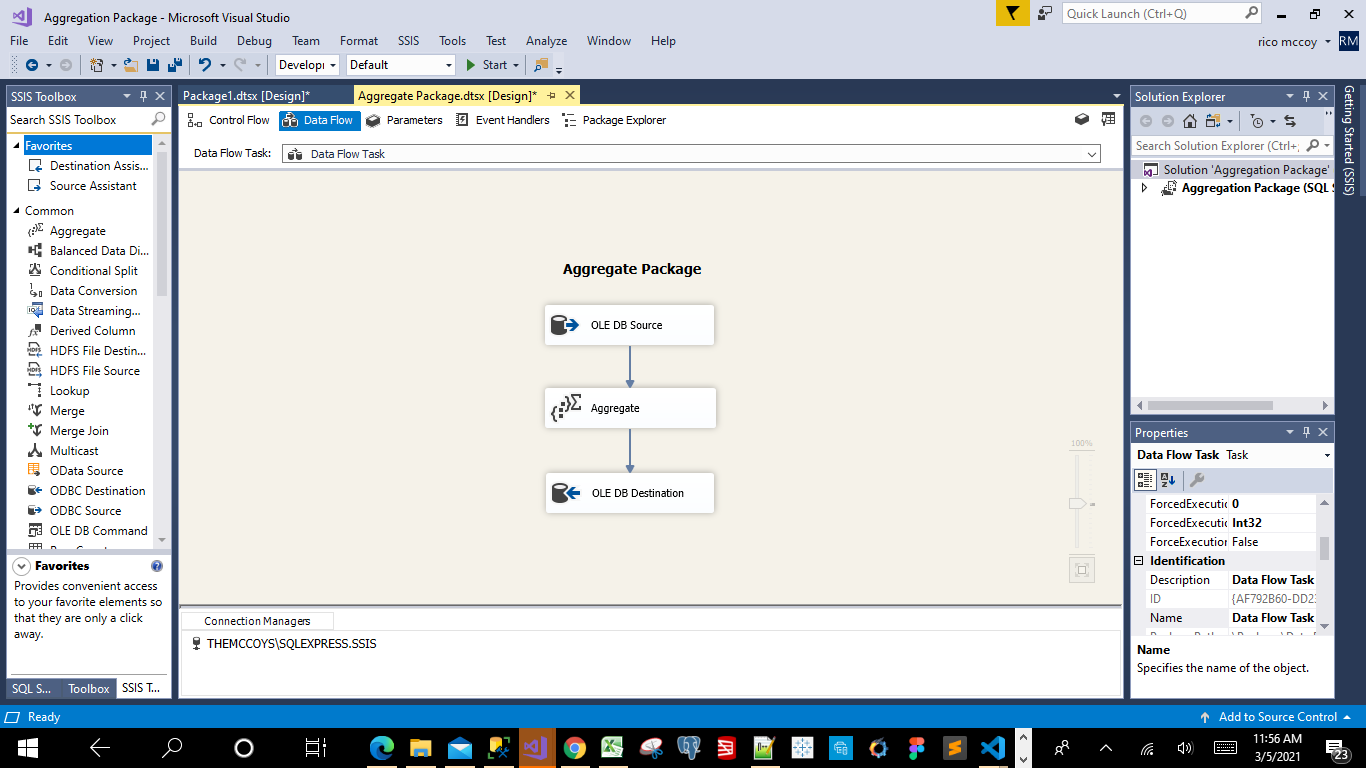 Aggregation Package - Microsoft Visual Studio
Quick Launch (Ctrl+Q)
File Edit View Project Build Debug Team Format SSIS Tools Test Analyze Window Help
rico mccoy
RM
Developi
Default
Start
SSIS Toolbox
Search SSIS Toolbox
Favorites
Destination Assis...
Source Assistant
Common
Aggregate
Balanced Data Di...
Conditional Split
Data Conversion
Data Streaming...
Derived Column
HDFS File Destin...
HDFS File Source
Lookup
Merge
Merge Join
Multicast
OData Source
ODBC Destination
ODBC Source
OLE DB Command
Favorites
Provides convenient access
to your favorite elements so
that they are only a click
away.
SQL S...
Toolbox
SSIS T...
Package1.dtsx [Design]*
Aggregate Package.dtsx [Design]*
Control Flow
Data Flow
Parameters
Event Handlers
Package Explorer
Data Flow Task:
Data Flow Task
Aggregate Package
OLE DB Source
Aggregate
OLE DB Destination
100%
Connection Managers
THEMCCOYS\SQLEXPRESS.SSIS
Solution Explorer
Search Solution Explorer (Ctrl+;
Solution 'Aggregation Package'
Aggregation Package (SQL S
Getting Started (SSIS)
Properties
Data Flow Task Task
ForcedExecutio 0
ForcedExecutio Int32
ForceExecution False
Identification
Description Data Flow Task
ID {AF792B60-DD23
Name Data Flow Task
Name
Specifies the name of the object.
Ready
Add to Source Control
11:56 AM
3/5/2021
23